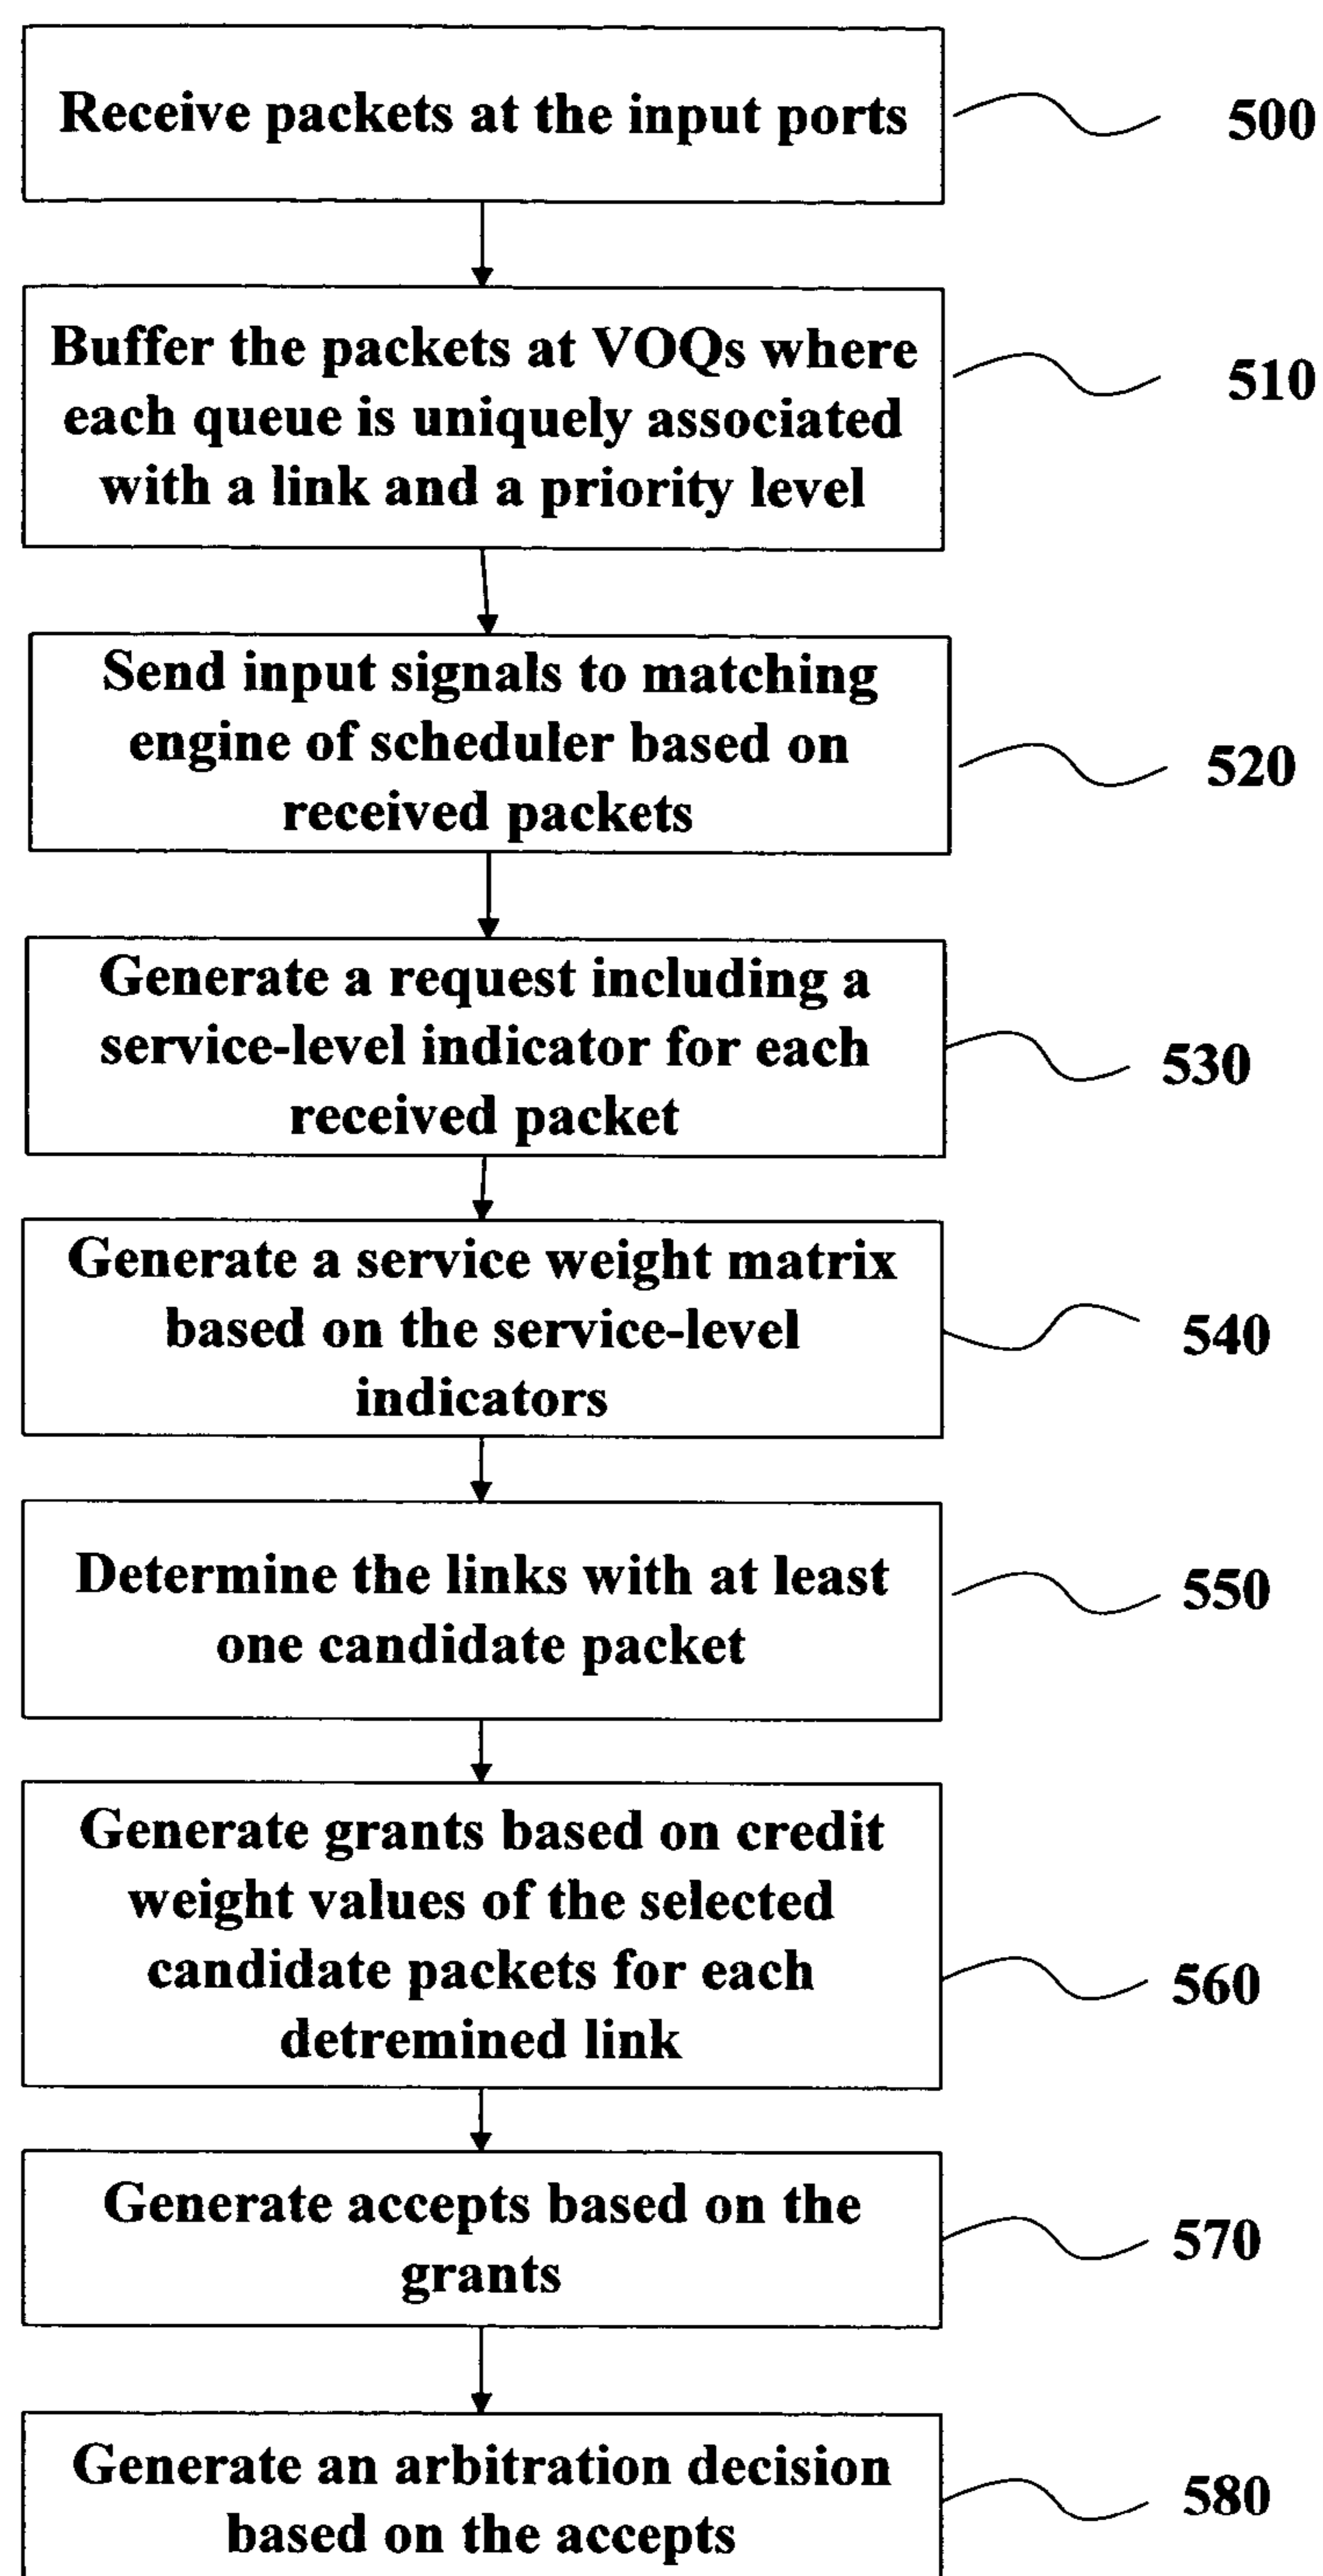 Receive packets at the input ports
500
Buffer the packets at VOQs where
each queue is uniquely associated
with a link and a priority level
510
Send input signals to matching
engine of scheduler based on
received packets
520
Generate a request including a
service-level indicator for each
received packet
530
Generate a service weight matrix
based on the service-level
indicators
540
Determine the links with at least
one candidate packet
550
Generate grants based on credit
weight values of the selected
candidate packets for each
detremined link
560
Generate accepts based on the
grants
570
Generate an arbitration decision
based on the accepts
580